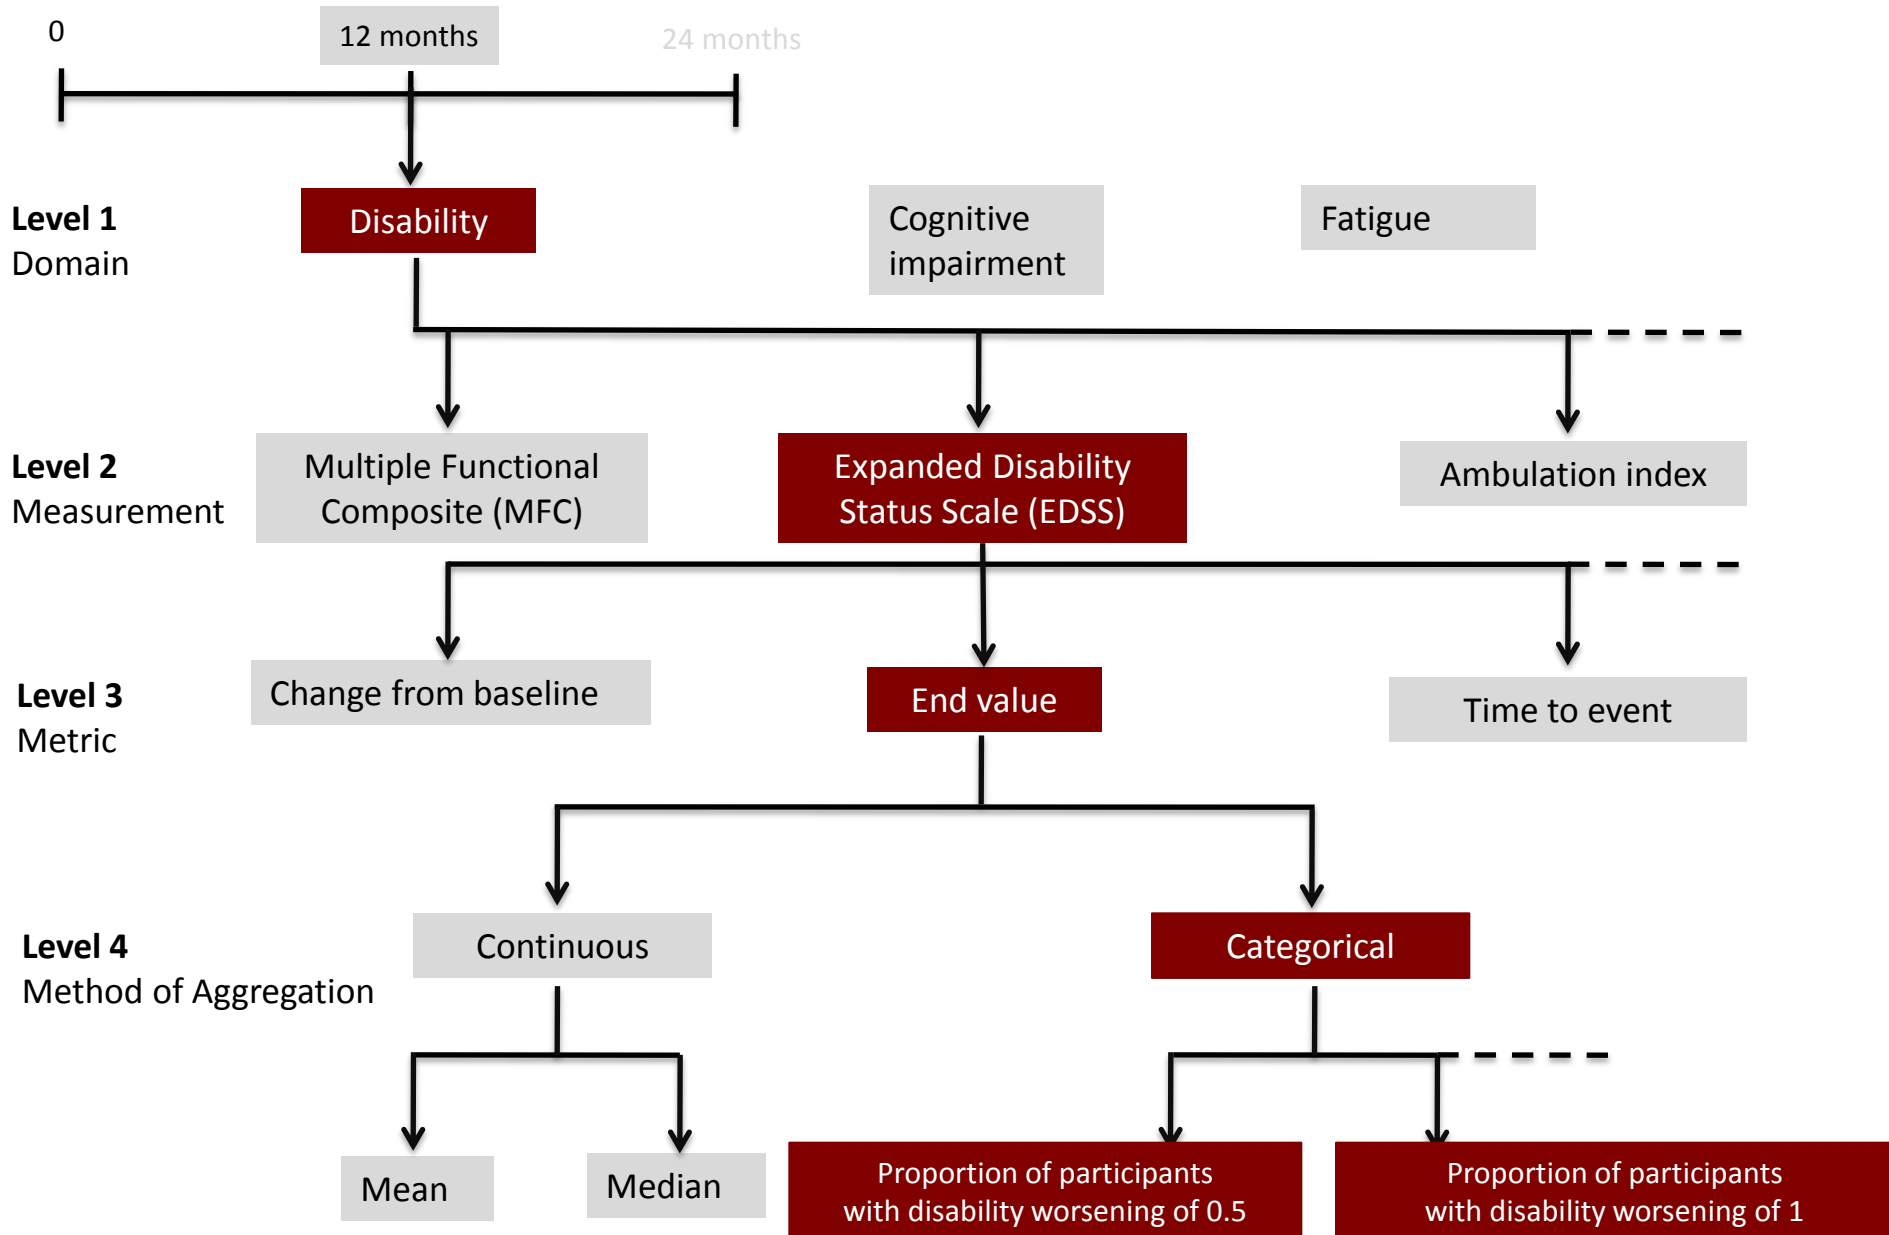 0
12 months
24 months
Level 1
Domain
Disability
Cognitive
impairment
Fatigue
Level 2
Measurement
Multiple Functional
Composite (MFC)
Expanded Disability
Status Scale (EDSS)
Ambulation index
Level 3
Metric
Change from baseline
End value
Time to event
Level 4
Method of Aggregation
Continuous
Categorical
Mean
Median
Proportion of participants
with disability worsening of 0.5
Proportion of participants
with disability worsening of 1